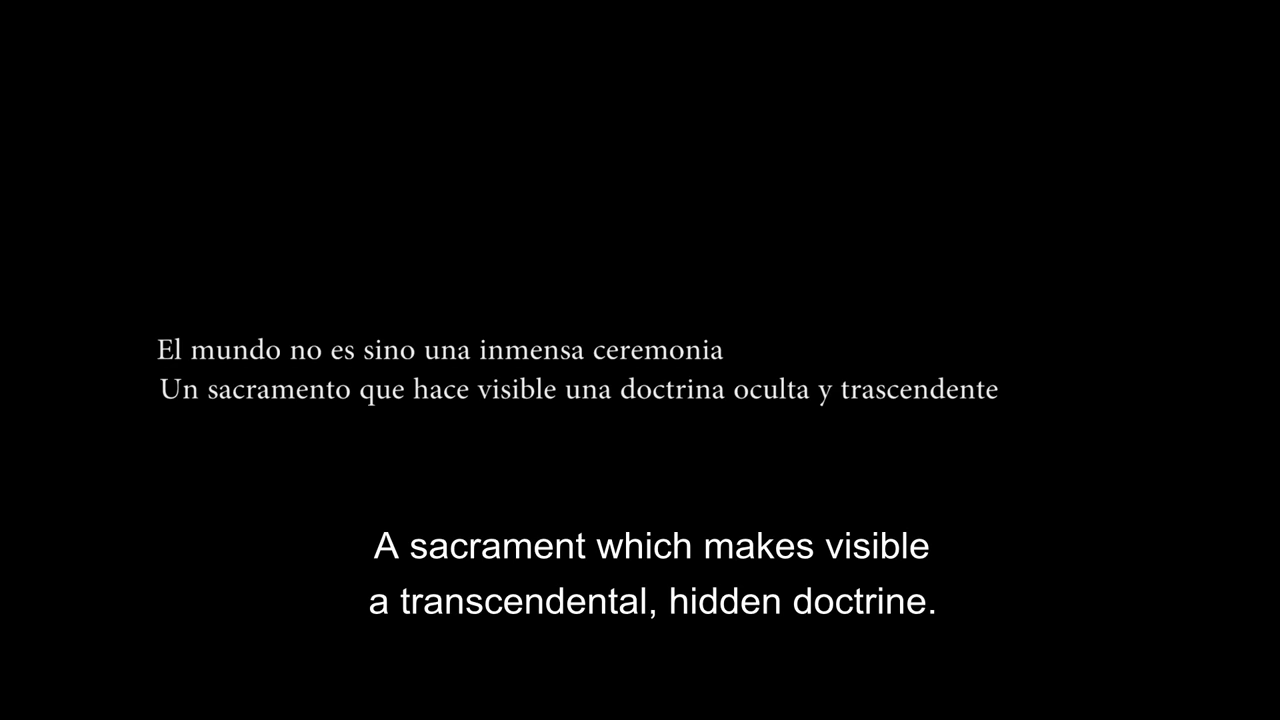 El mundo no es sino una inmensa ceremonia
Un sacramento que hace visible una doctrina oculta y trascendente
A sacrament which makes visible
a transcendental, hidden doctrine.